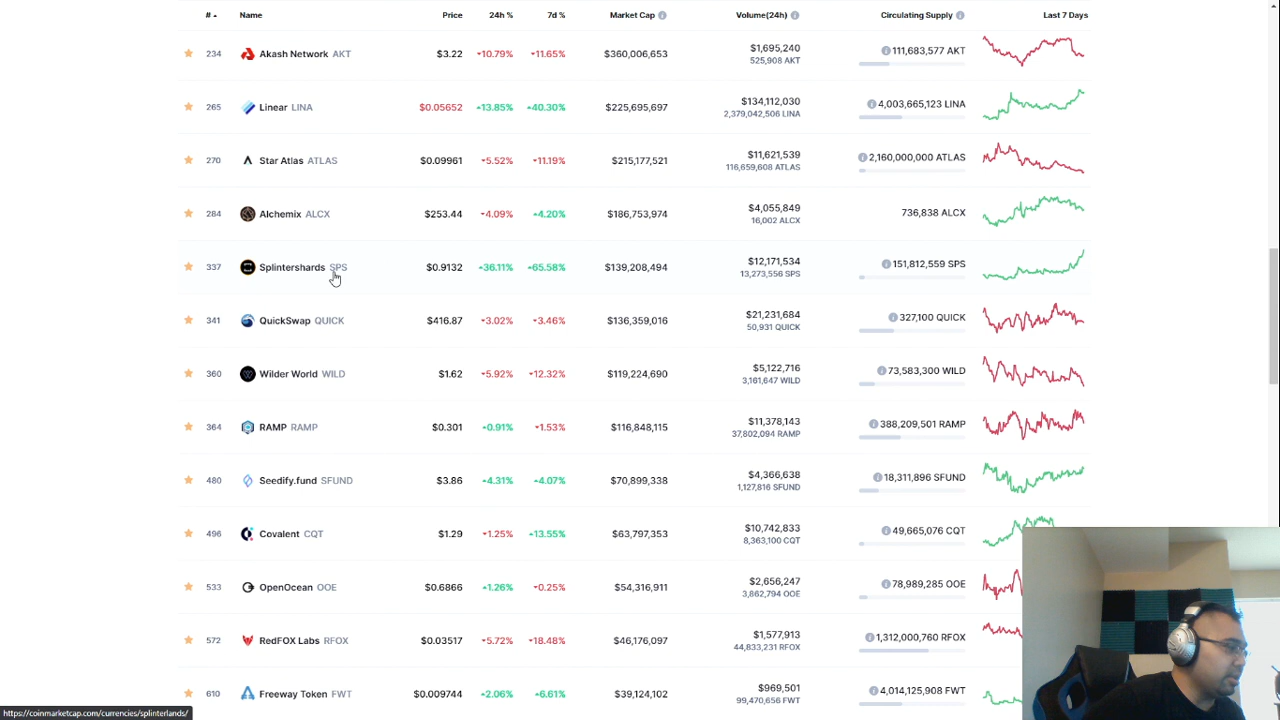 # Name Price 24h % 7d % Market Cap Volume(24h) Circulating Supply Last 7 Days
234 Akash Network AKT $3.22 10.79% 11.65% $360,006,653 $1,695,240 111,683,577 AKT
525,908 AKT
265 Linear LINA $0.05652 13.85% 40.30% $225,695,697 $134,112,030 4,003,665,123 LINA
2,379,042,506 LINA
270 Star Atlas ATLAS $0.09961 5.52% 11.19% $215,177,521 $11,621,539 2,160,000,000 ATLAS
116,659,608 ATLAS
284 Alchemix ALCX $253.44 4.09% 4.20% $186,753,974 $4,055,849 736,838 ALCX
16,002 ALCX
337 Splintershards SPS $0.9132 36.11% 65.58% $139,208,494 $12,171,534 151,812,559 SPS
13,273,556 SPS
341 QuickSwap QUICK $416.87 3.02% 3.46% $136,359,016 $21,231,684 327,100 QUICK
50,931 QUICK
360 Wilder World WILD $1.62 5.92% 12.32% $119,224,690 $5,122,716 73,583,300 WILD
3,161,647 WILD
364 RAMP RAMP $0.301 0.91% 1.53% $116,848,115 $11,378,143 388,209,501 RAMP
37,802,094 RAMP
480 Seedify.fund SFUND $3.86 4.31% 4.07% $70,899,338 $4,366,638 18,311,896 SFUND
1,127,816 SFUND
496 Covalent CQT $1.29 1.25% 13.55% $63,797,353 $10,742,833 49,665,076 CQT
8,363,100 CQT
533 OpenOcean OOE $0.6866 1.26% 0.25% $54,316,911 $2,656,247 78,989,285 OOE
3,862,794 OOE
572 RedFOX Labs RFOX $0.03517 5.72% 18.48% $46,176,097 $1,577,913 1,312,000,760 RFOX
44,833,231 RFOX
610 Freeway Token FWT $0.009744 2.06% 6.61% $39,124,102 $969,501 4,014,125,908 FWT
99,470,656 FWT
https://coinmarketcap.com/currencies/splinterlands/